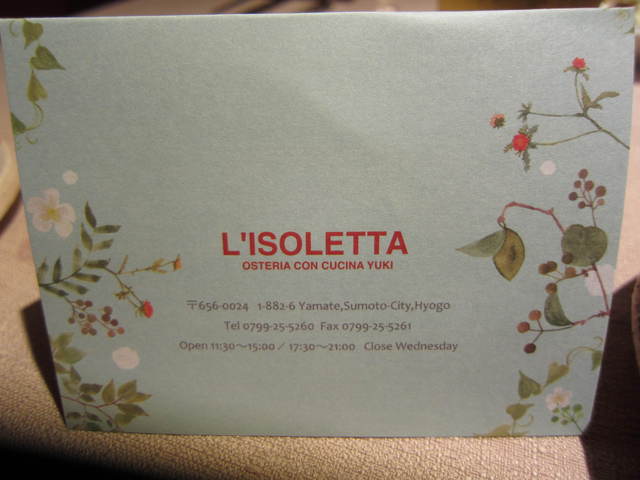 L'ISOLETTA
OSTERIA CON CUCINA YUKI
〒656-0024 1-882-6 Yamate,Sumoto-City,Hyogo
Tel 0799-25-5260 Fax 0799-25-5261
Open 11:30～15:00／17:30～21:00 Close Wednesday